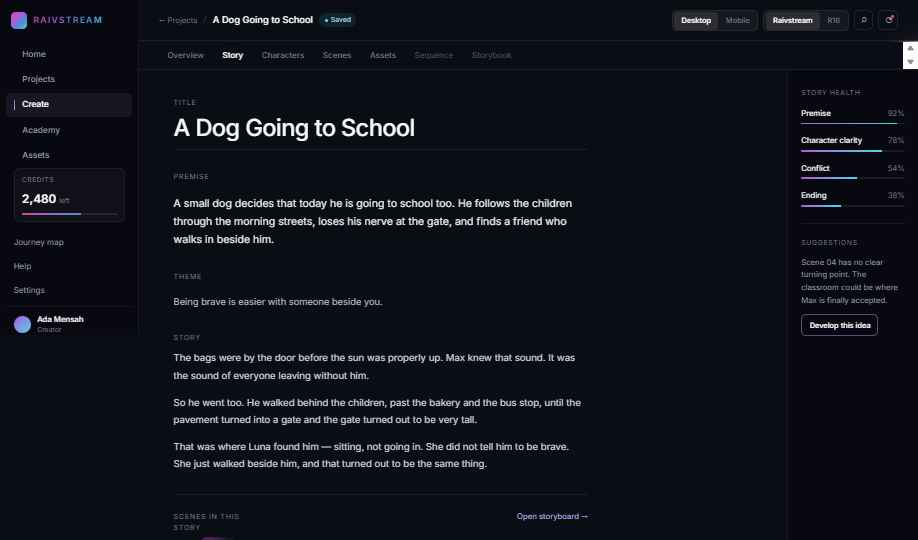 RAIVSTREAM
← Projects / A Dog Going to School • Saved
Desktop Mobile Raivstream R16
Home
Projects
Create
Academy
Assets
CREDITS
2,480 left
Journey map
Help
Settings
Ada Mensah
Creator
Overview Story Characters Scenes Assets Sequence Storybook
TITLE
A Dog Going to School
PREMISE
A small dog decides that today he is going to school too. He follows the children
through the morning streets, loses his nerve at the gate, and finds a friend who
walks in beside him.
THEME
Being brave is easier with someone beside you.
STORY
The bags were by the door before the sun was properly up. Max knew that sound. It was
the sound of everyone leaving without him.
So he went too. He walked behind the children, past the bakery and the bus stop, until the
pavement turned into a gate and the gate turned out to be very tall.
That was where Luna found him — sitting, not going in. She did not tell him to be brave.
She just walked beside him, and that turned out to be the same thing.
SCENES IN THIS
STORY
Open storyboard →
STORY HEALTH
Premise 92%
Character clarity 78%
Conflict 54%
Ending 38%
SUGGESTIONS
Scene 04 has no clear
turning point. The
classroom could be where
Max is finally accepted.
Develop this idea